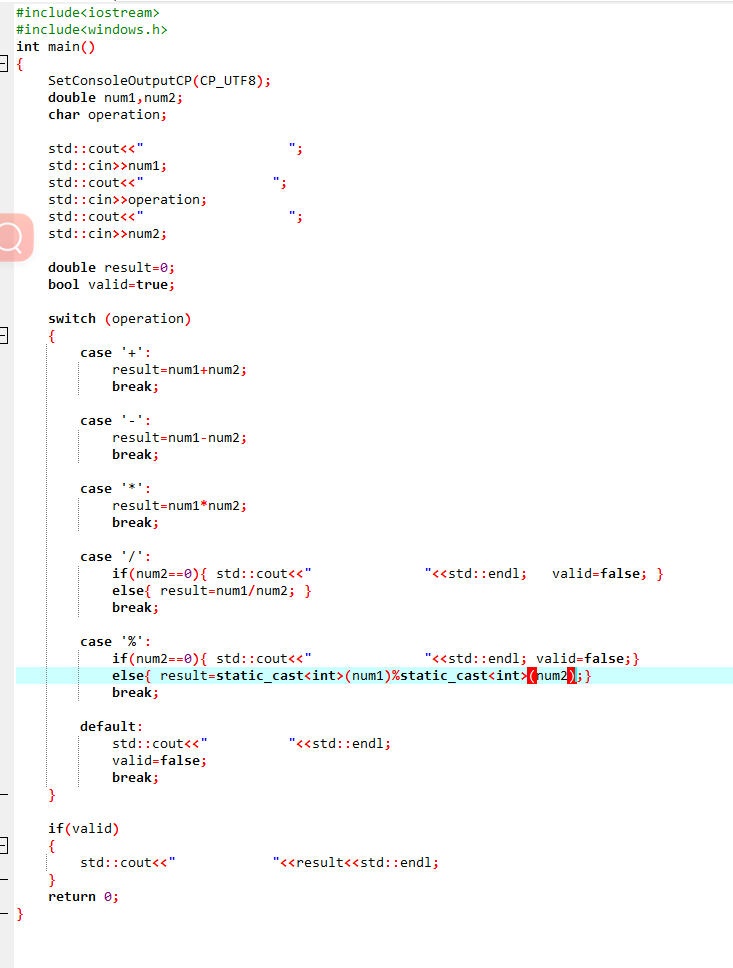 #include<iostream>
#include<windows.h>
int main()
{
    SetConsoleOutputCP(CP_UTF8);
    double num1,num2;
    char operation;

    std::cout<<"                  ";
    std::cin>>num1;
    std::cout<<"                ";
    std::cin>>operation;
    std::cout<<"                  ";
    std::cin>>num2;

    double result=0;
    bool valid=true;

    switch (operation)
    {
        case '+':
            result=num1+num2;
            break;

        case '-':
            result=num1-num2;
            break;

        case '*':
            result=num1*num2;
            break;

        case '/':
            if(num2==0){ std::cout<<"              "<<std::endl;   valid=false; }
            else{ result=num1/num2; }
            break;

        case '%':
            if(num2==0){ std::cout<<"              "<<std::endl; valid=false;}
            else{ result=static_cast<int>(num1)%static_cast<int>(num2);}
            break;

        default:
            std::cout<<"          "<<std::endl;
            valid=false;
            break;
    }

    if(valid)
    {
        std::cout<<"            "<<result<<std::endl;
    }
    return 0;
}